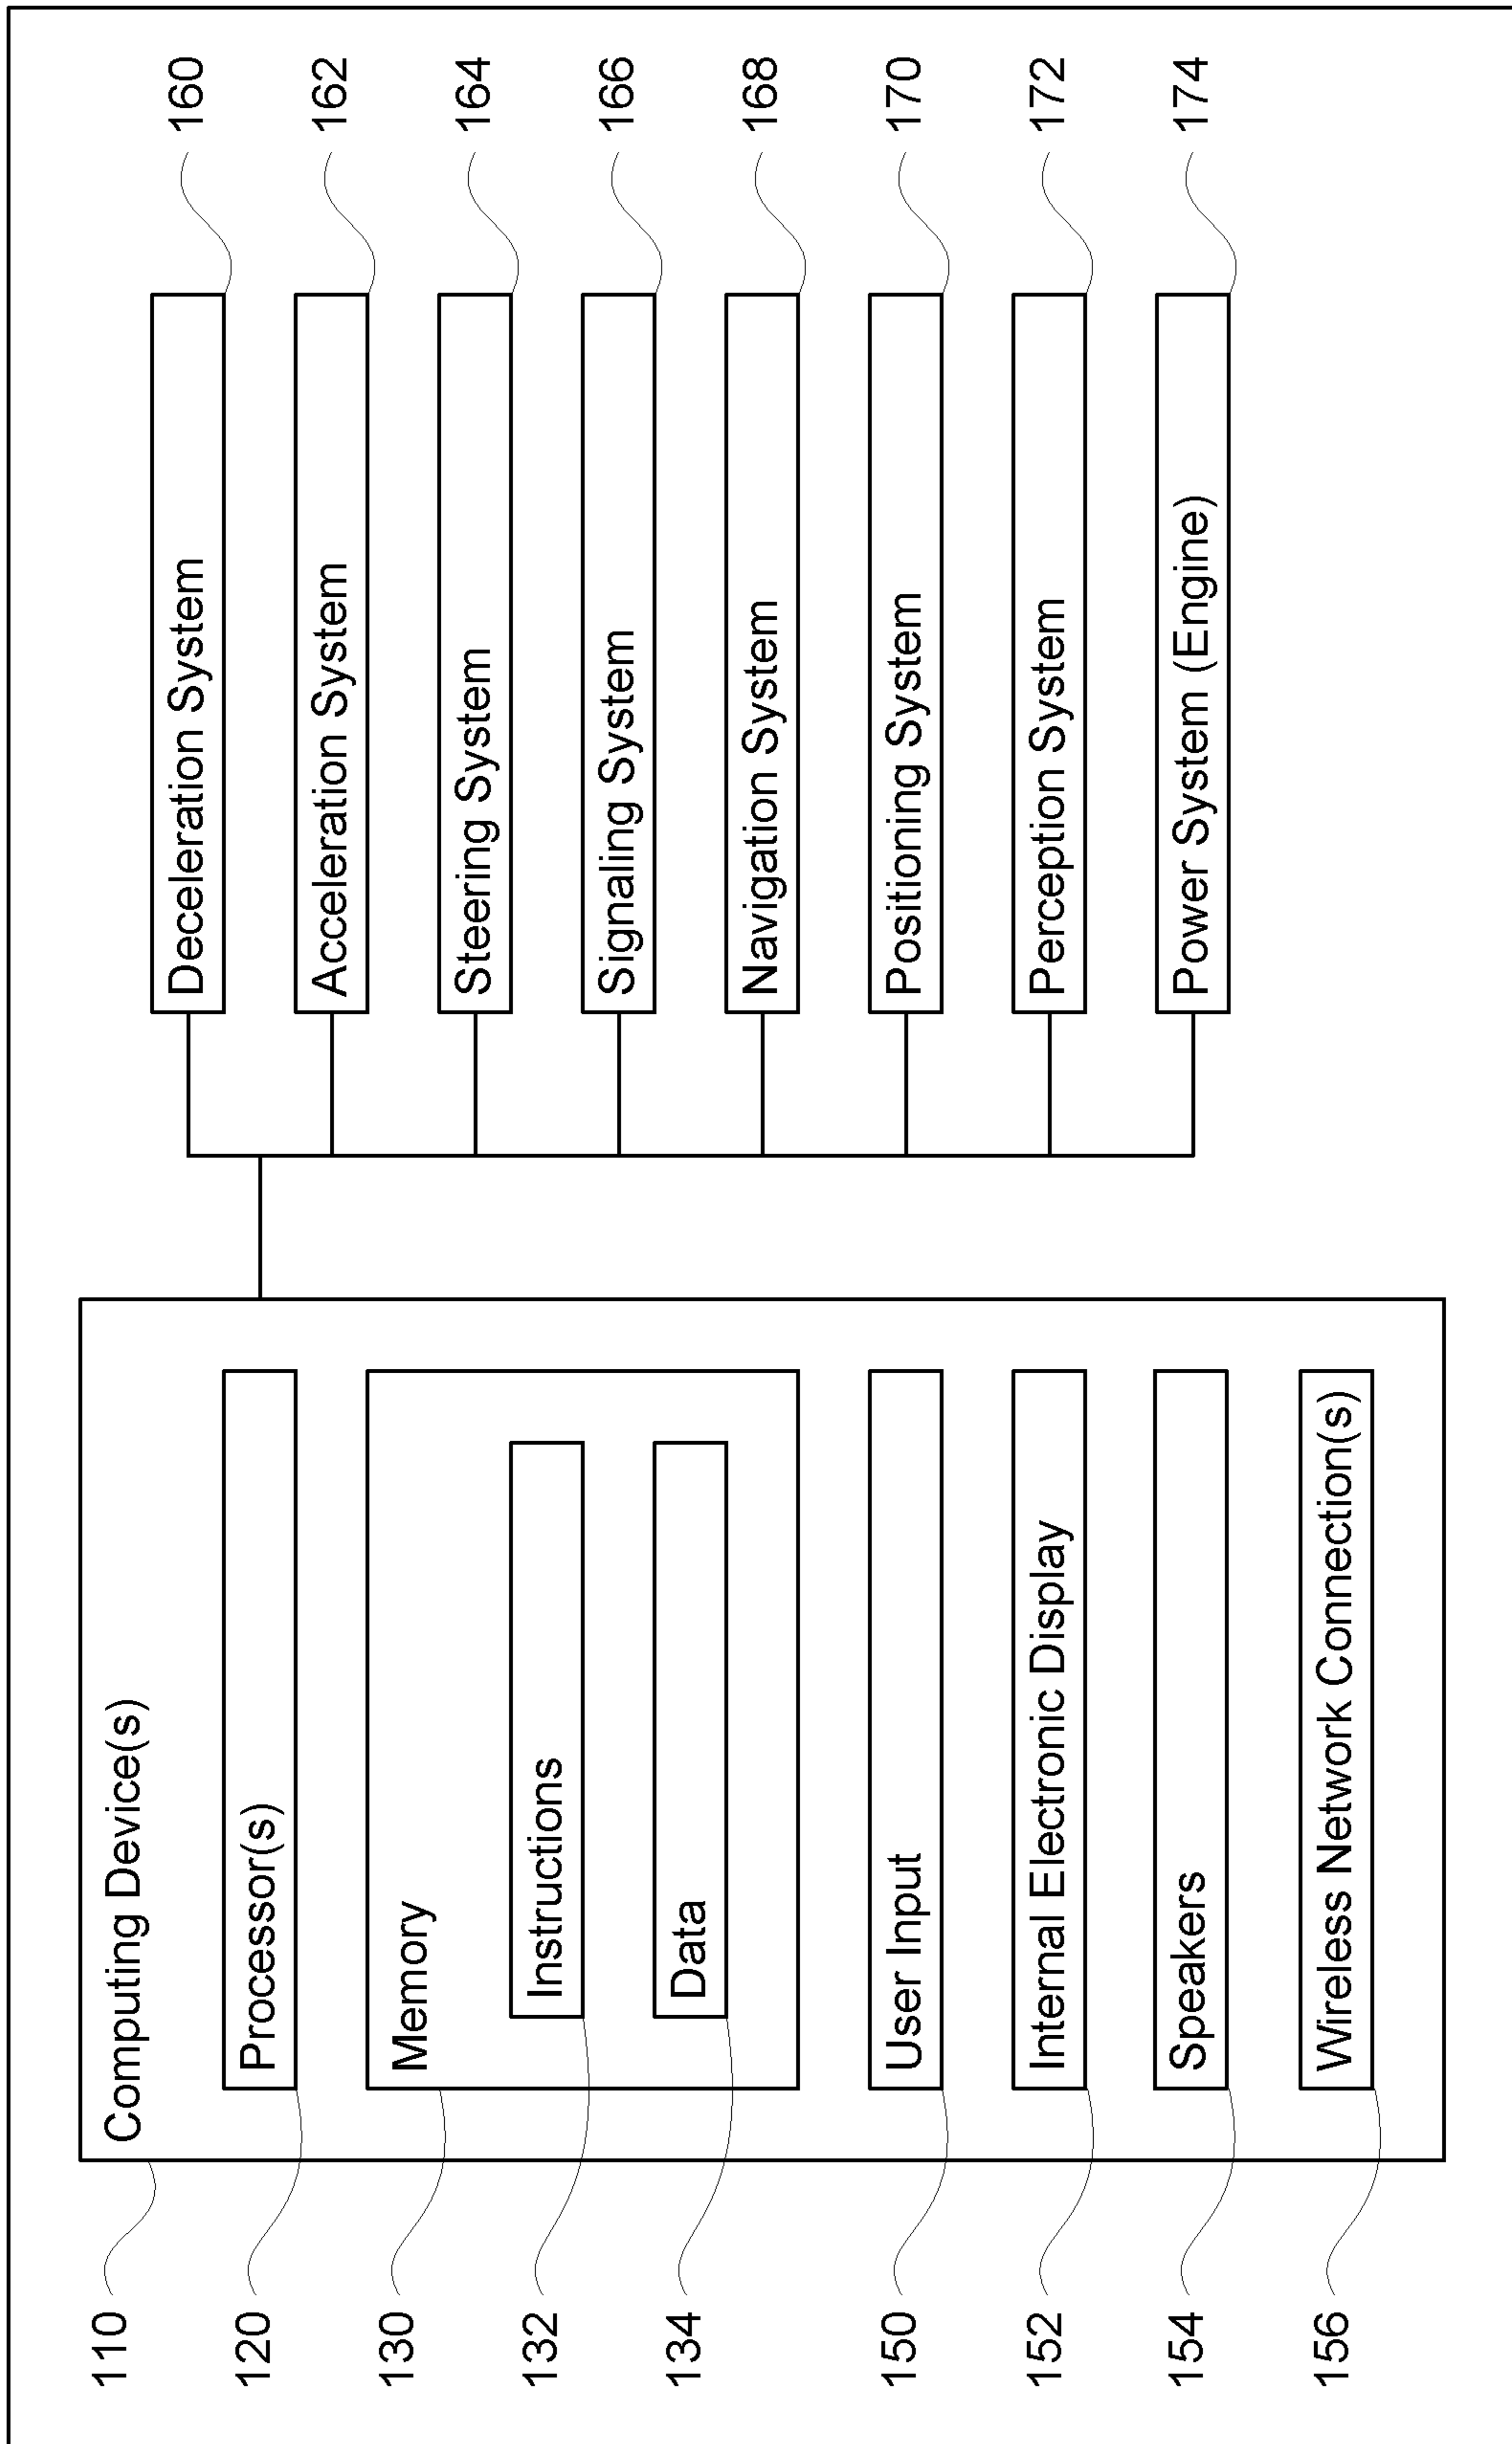 110
Computing Device(s)
120
Processor(s)
130
Memory
132
Instructions
134
Data
150
User Input
152
Internal Electronic Display
154
Speakers
156
Wireless Network Connection(s)
Deceleration System
160
Acceleration System
162
Steering System
164
Signaling System
166
Navigation System
168
Positioning System
170
Perception System
172
Power System (Engine)
174